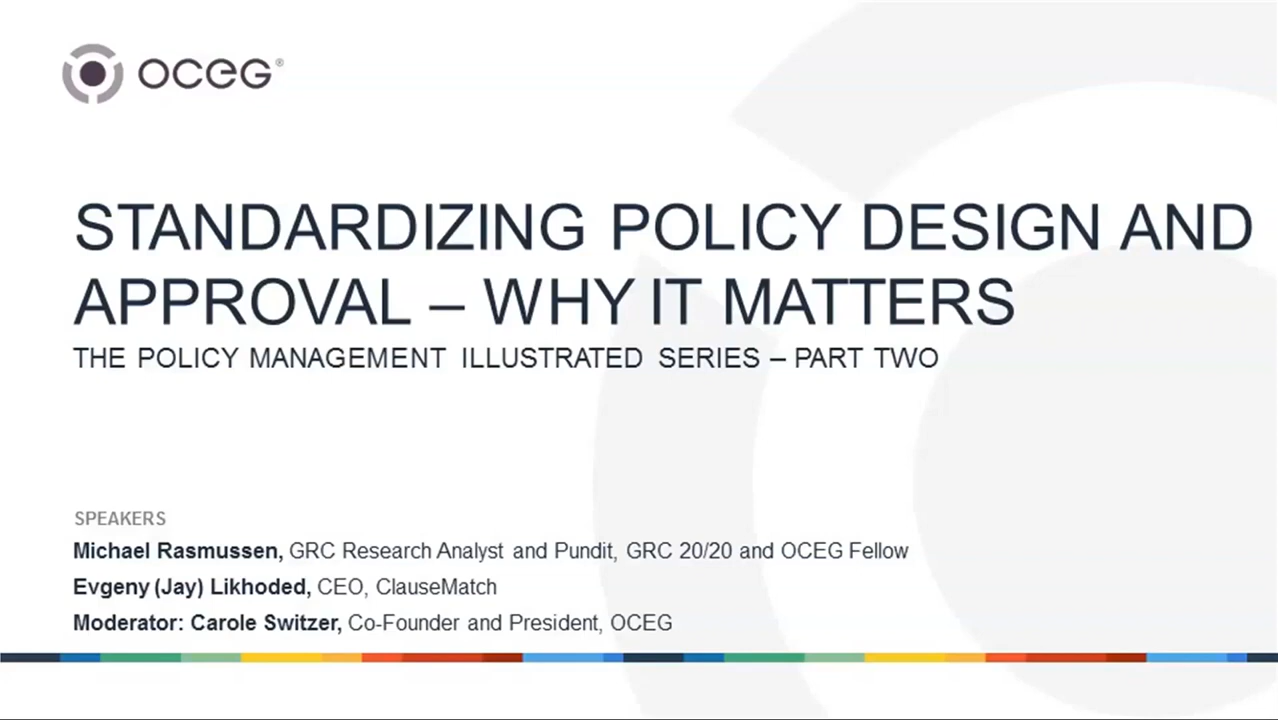 OCEG®
STANDARDIZING POLICY DESIGN AND
APPROVAL – WHY IT MATTERS
THE POLICY MANAGEMENT ILLUSTRATED SERIES – PART TWO
SPEAKERS
Michael Rasmussen, GRC Research Analyst and Pundit, GRC 20/20 and OCEG Fellow
Evgeny (Jay) Likhoded, CEO, ClauseMatch
Moderator: Carole Switzer, Co-Founder and President, OCEG